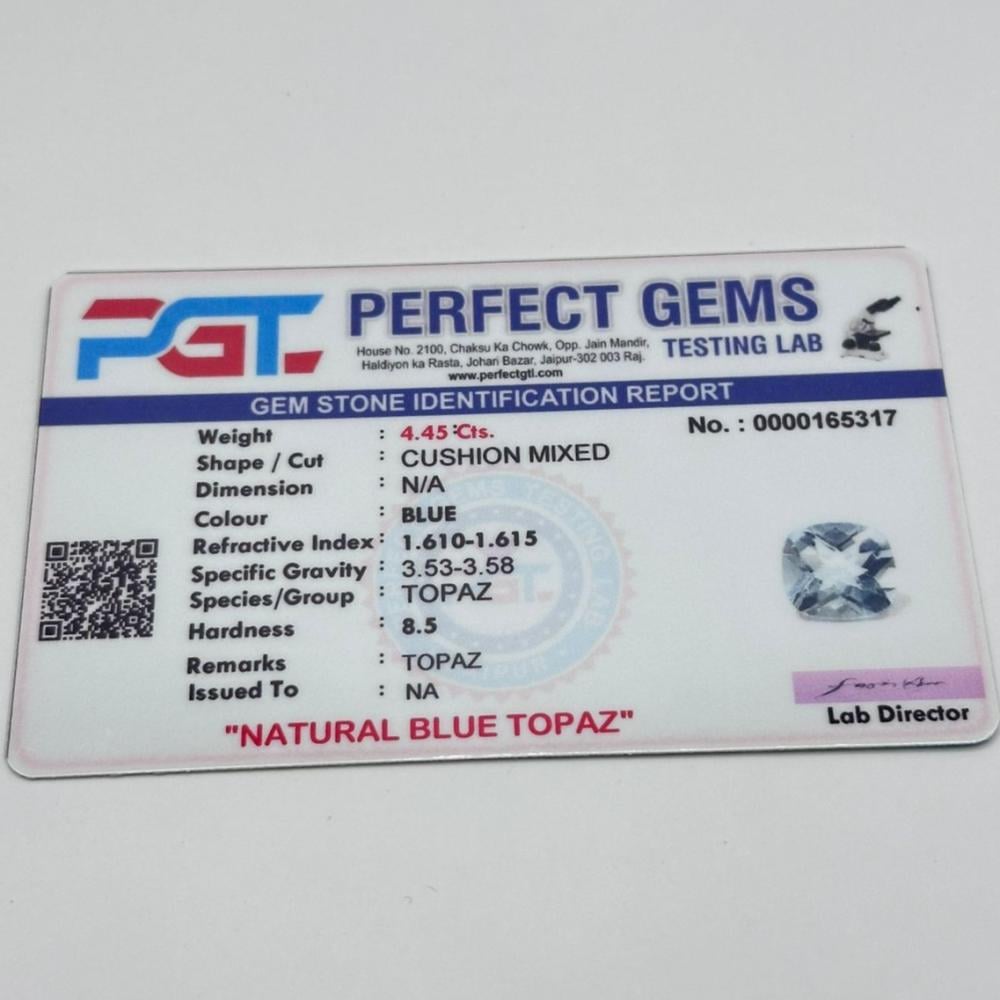 PGT.
PERFECT GEMS
House No. 2100, Chaksu Ka Chowk, Opp. Jain Mandir,
Haldiyon ka Rasta, Johari Bazar, Jaipur-302 003 Raj.
www.perfectgtl.com
TESTING LAB
GEM STONE IDENTIFICATION REPORT
No. : 0000165317
Weight : 4.45 Cts.
Shape / Cut : CUSHION MIXED
Dimension : N/A
Colour : BLUE
Refractive Index : 1.610-1.615
Specific Gravity : 3.53-3.58
Species/Group : TOPAZ
Hardness : 8.5
Remarks : TOPAZ
Issued To : NA
"NATURAL BLUE TOPAZ"
Lab Director